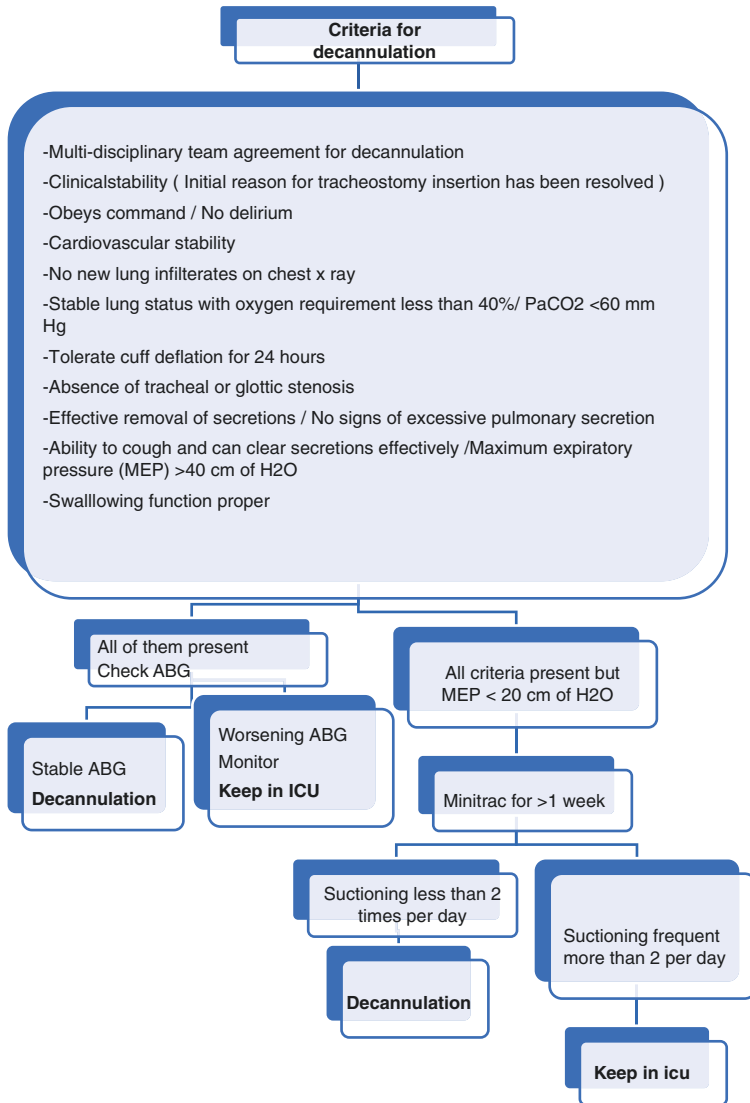 Criteria for
decannulation
-Multi-disciplinary team agreement for decannulation
-Clinicalstability ( Initial reason for tracheostomy insertion has been resolved )
-Obeys command / No delirium
-Cardiovascular stability
-No new lung infilterates on chest x ray
-Stable lung status with oxygen requirement less than 40%/ PaCO2 <60 mm
Hg
-Tolerate cuff deflation for 24 hours
-Absence of tracheal or glottic stenosis
-Effective removal of secretions / No signs of excessive pulmonary secretion
-Ability to cough and can clear secretions effectively /Maximum expiratory
pressure (MEP) >40 cm of H2O
-Swalllowing function proper
All of them present
Check ABG
All criteria present but
MEP < 20 cm of H2O
Stable ABG
Decannulation
Worsening ABG
Monitor
Keep in ICU
Minitrac for >1 week
Suctioning less than 2
times per day
Suctioning frequent
more than 2 per day
Decannulation
Keep in icu